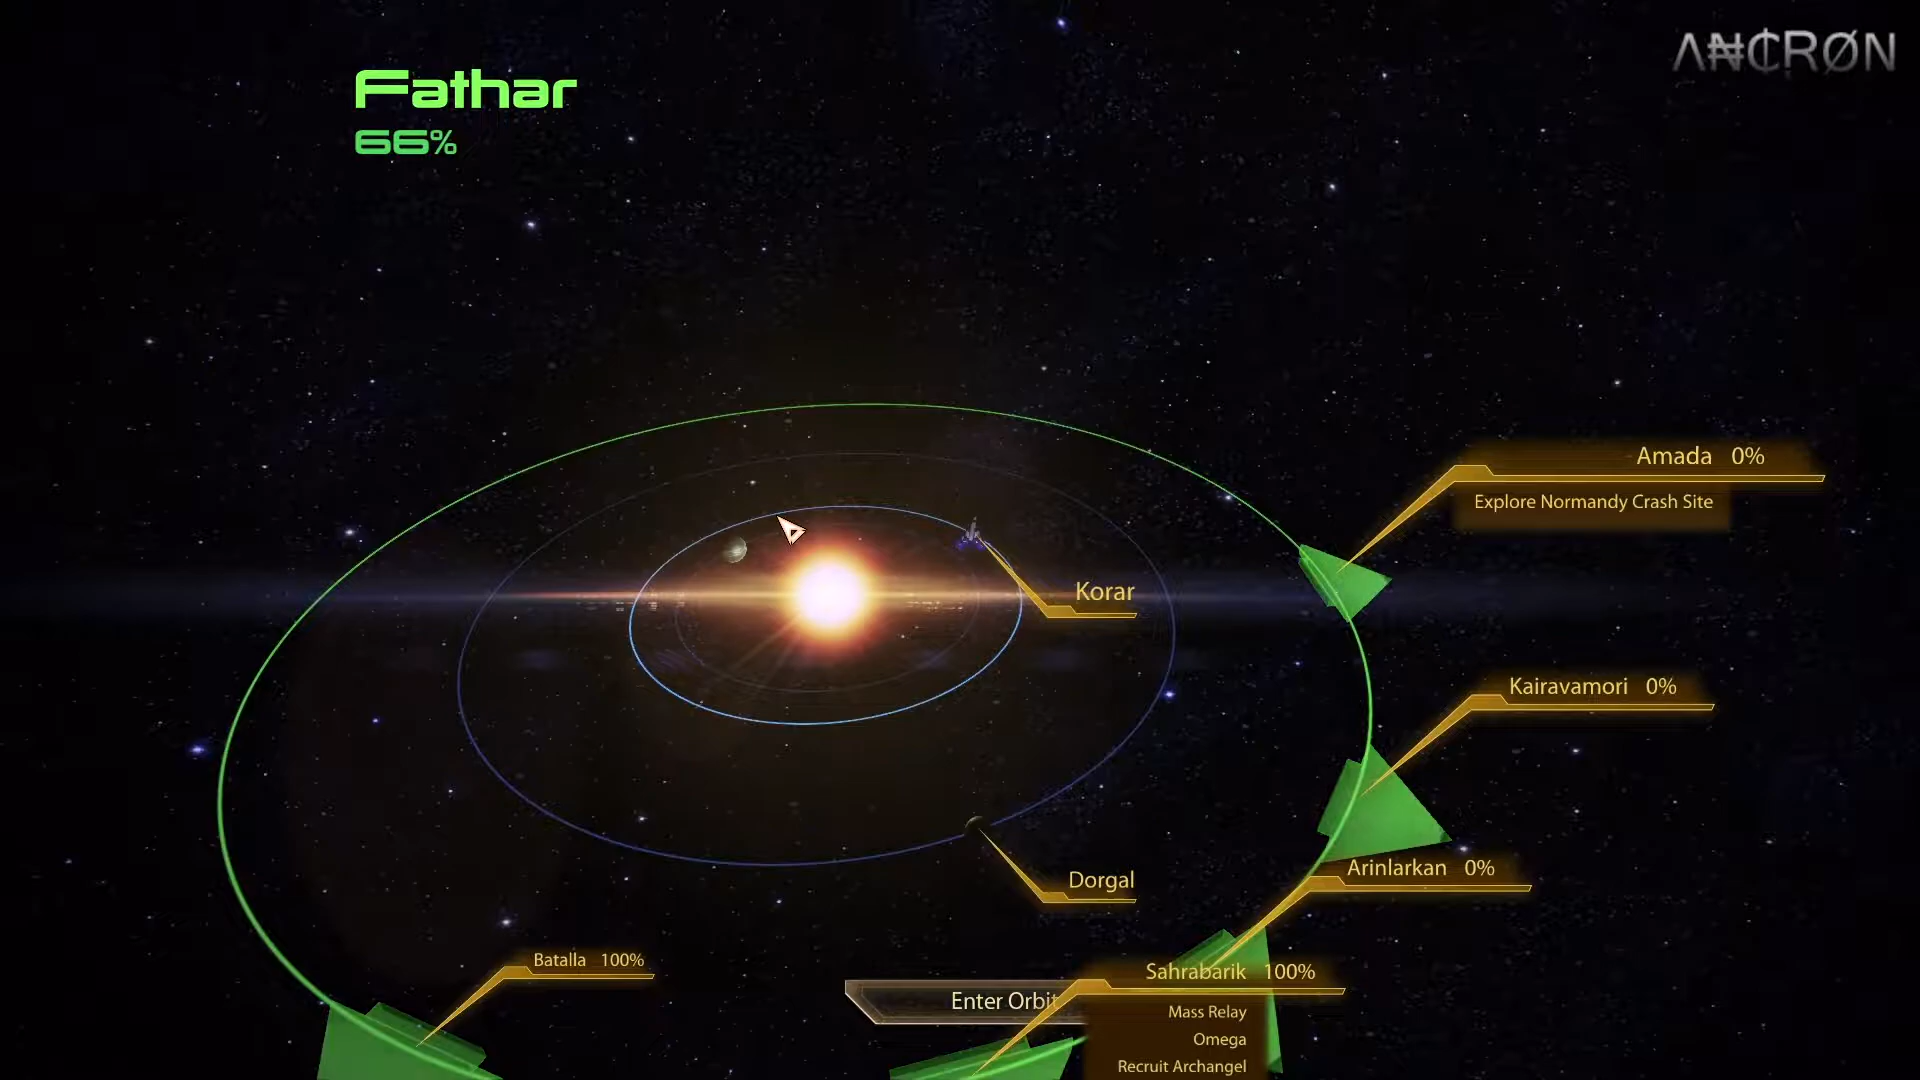 Λ₦₵RØN
Fathar
66%
Amada 0%
Explore Normandy Crash Site
Korar
Kairavamori 0%
Arinlarkan 0%
Dorgal
Batalla 100%
Sahrabarik 100%
Enter Orbit
Mass Relay
Omega
Recruit Archangel